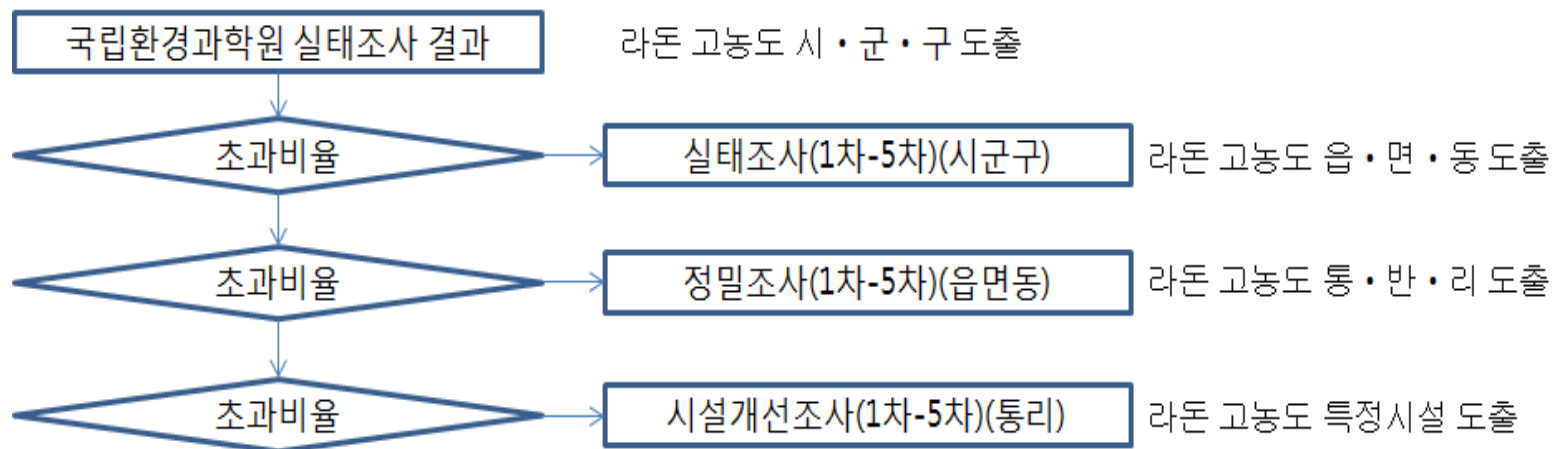 국립환경과학원 실태조사 결과 라돈 고농도 시・군・구 도출
초과비율 실태조사(1차-5차)(시군구) 라돈 고농도 읍・면・동 도출
초과비율 정밀조사(1차-5차)(읍면동) 라돈 고농도 통・반・리 도출
초과비율 시설개선조사(1차-5차)(통리) 라돈 고농도 특정시설 도출